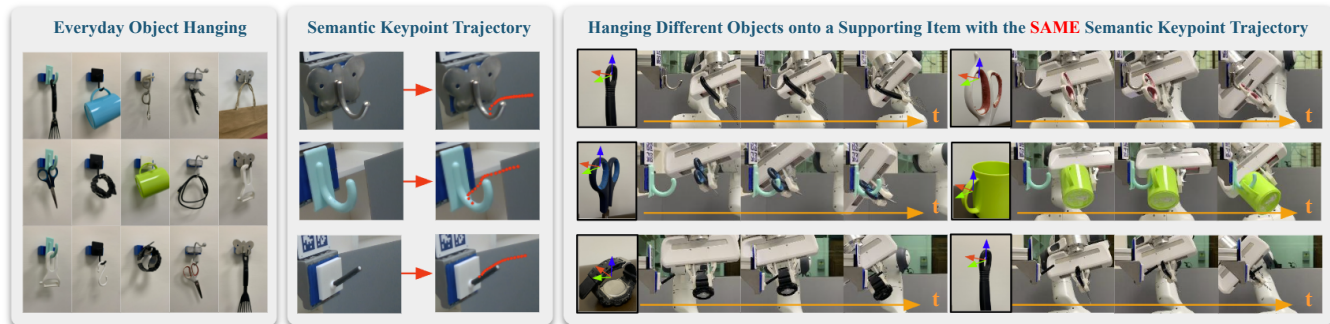 Everyday Object Hanging
Semantic Keypoint Trajectory
Hanging Different Objects onto a Supporting Item with the SAME Semantic Keypoint Trajectory
t
t
t
t
t
t